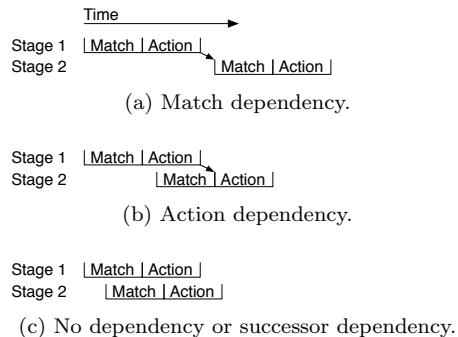 Time
Stage 1 Match Action
Stage 2 Match Action
(a) Match dependency.
Stage 1 Match Action
Stage 2 Match Action
(b) Action dependency.
Stage 1 Match Action
Stage 2 Match Action
(c) No dependency or successor dependency.